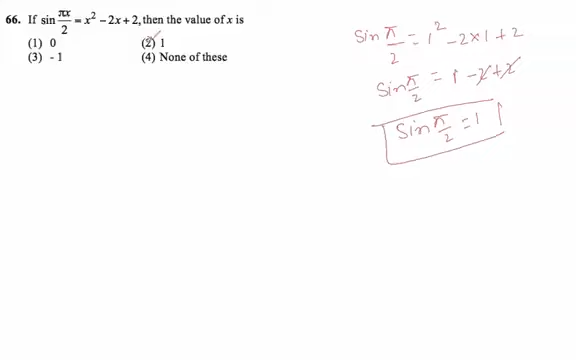 66. If sin πx/2 = x² − 2x + 2, then the value of x is
(1) 0 (2) 1
(3) - 1 (4) None of these
Sin π/2 = 1² − 2×1 + 2
Sin π/2 = 1 − 2 + 2
Sin π/2 = 1